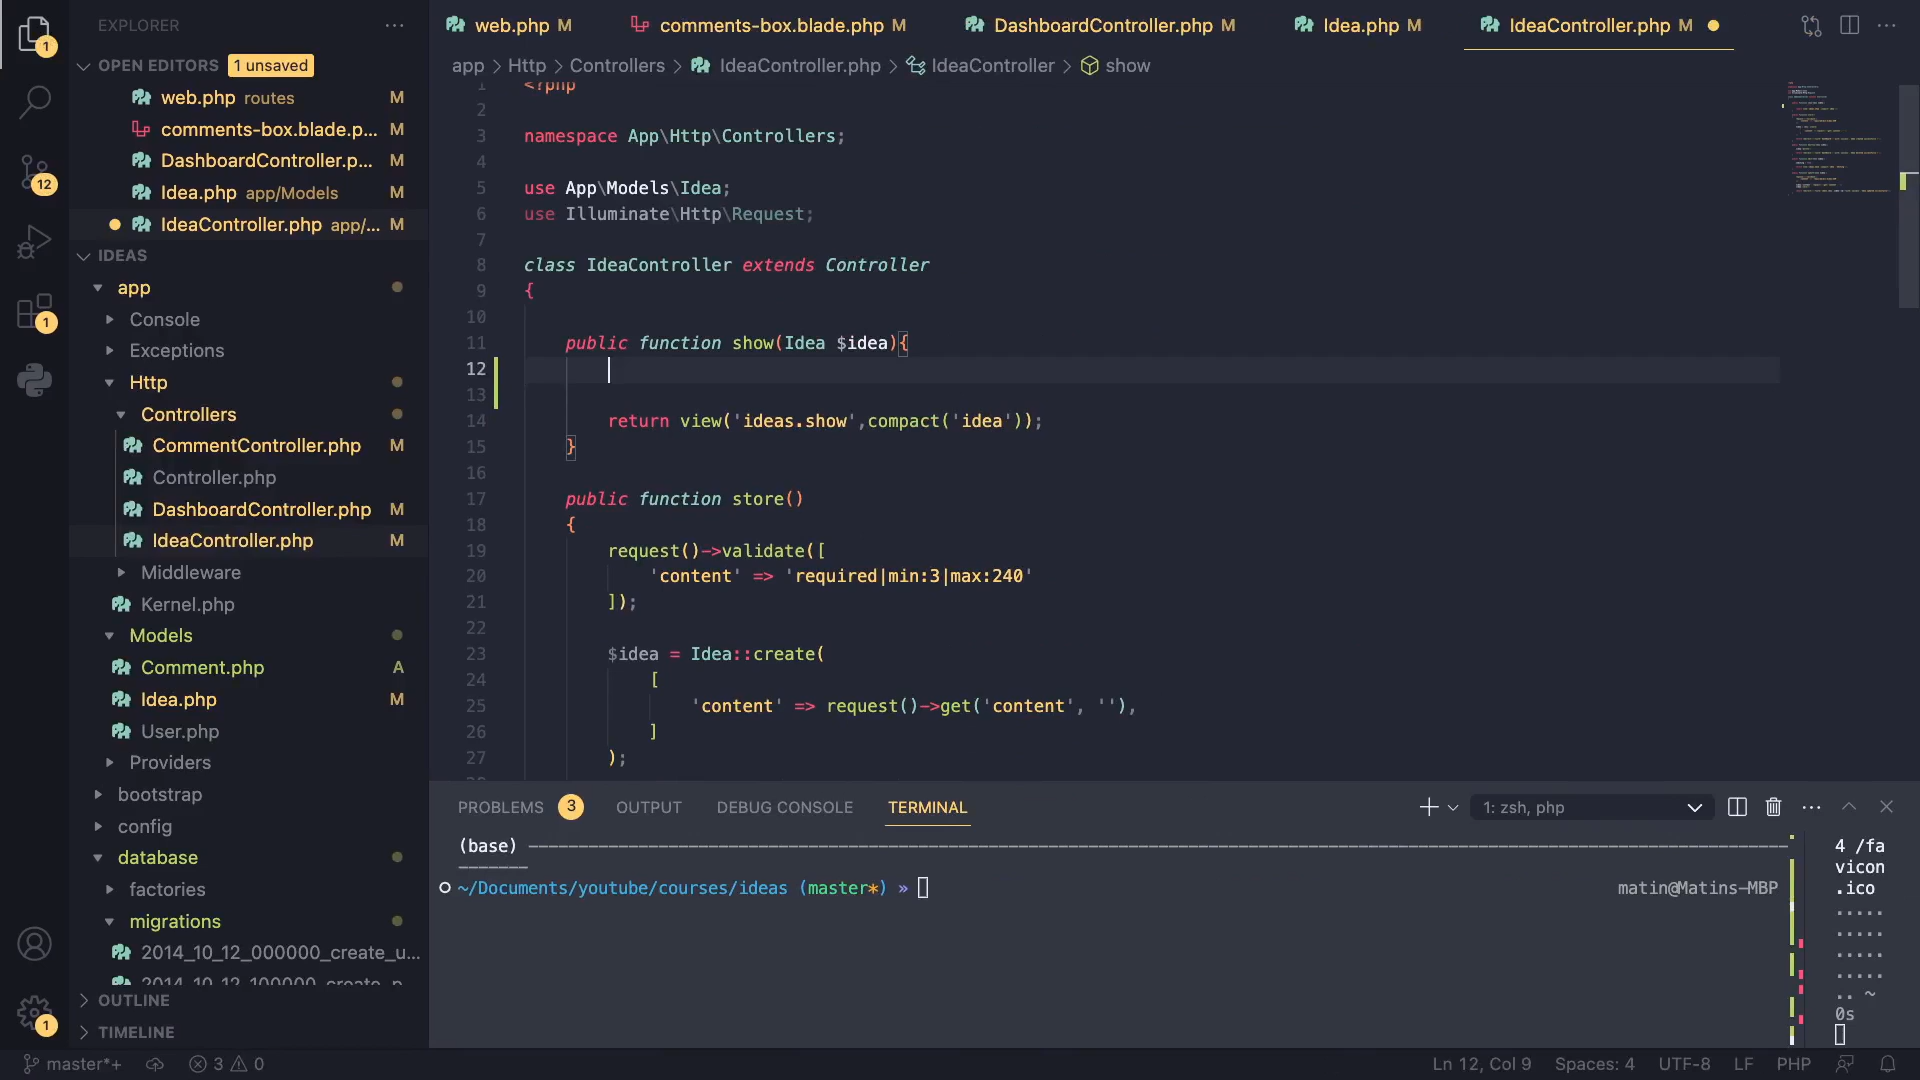 EXPLORER
OPEN EDITORS 1 unsaved
web.php routes M
comments-box.blade.p... M
DashboardController.p... M
Idea.php app/Models M
IdeaController.php app/... M
IDEAS
app
Console
Exceptions
Http
Controllers
CommentController.php M
Controller.php
DashboardController.php M
IdeaController.php M
Middleware
Kernel.php
Models
Comment.php A
Idea.php M
User.php
Providers
bootstrap
config
database
factories
migrations
2014_10_12_000000_create_u...
2014_10_12_100000_create_p...
OUTLINE
TIMELINE
1
12
1
1
web.php M comments-box.blade.php M DashboardController.php M Idea.php M IdeaController.php M
app > Http > Controllers > IdeaController.php > IdeaController > show
1 <?php
2
3 namespace App\Http\Controllers;
4
5 use App\Models\Idea;
6 use Illuminate\Http\Request;
7
8 class IdeaController extends Controller
9 {
10
11 public function show(Idea $idea){
12
13
14 return view('ideas.show',compact('idea'));
15 }
16
17 public function store()
18 {
19 request()->validate([
20 'content' => 'required|min:3|max:240'
21 ]);
22
23 $idea = Idea::create(
24 [
25 'content' => request()->get('content', ''),
26 ]
27 );
PROBLEMS 3 OUTPUT DEBUG CONSOLE TERMINAL 1: zsh, php
(base)
~/Documents/youtube/courses/ideas (master*) » matin@Matins-MBP
4 /fa
vicon
.ico
.....
.....
.....
.....
.. ~
0s
master*+ 3 0 Ln 12, Col 9 Spaces: 4 UTF-8 LF PHP